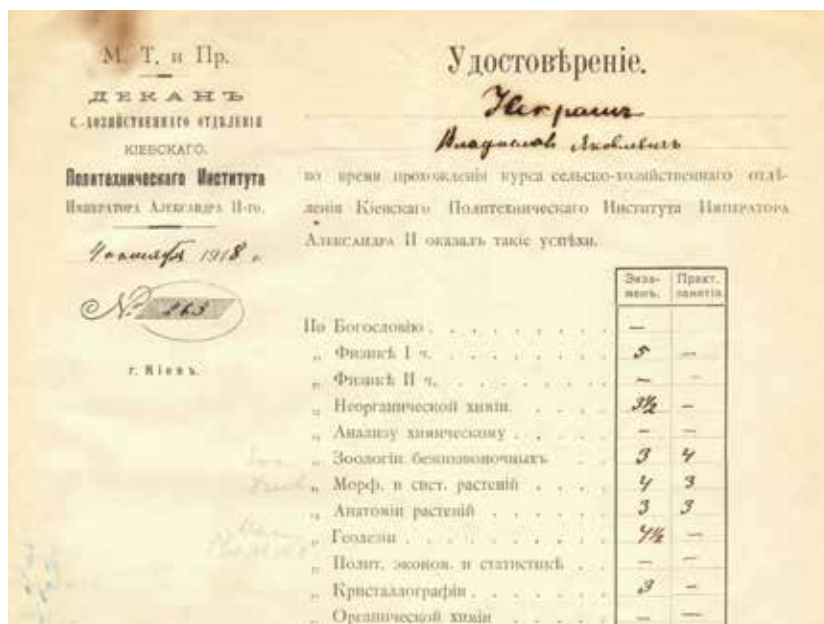 М. Т. и Пр.
ДЕКАНЪ
С.-ХОЗЯЙСТВЕННАГО ОТДѢЛЕНІЯ
КІЕВСКАГО.
Политехническаго Института
Императора Александра II-го.
4 октября 1918 г.
№ 263
г. Кіевъ.
Удостовѣреніе.
Владиславъ Яковлевичъ
во время прохожденія курса сельско-хозяйственнаго отдѣ-
ленія Кіевскаго Политехническаго Института Императора
Александра II оказалъ такіе успѣхи.
Экза-
менъ. Практ.
занятія.
По Богословію . . . . . . . . . —
„ Физикѣ I ч. . . . . . . . . 5 —
„ Физикѣ II ч. . . . . . . . . — —
„ Неорганической химіи. . . . . 3½ —
„ Анализу химическому . . . . . — —
„ Зоологіи безпозвоночныхъ . . 3 4
„ Морф. и сист. растеній . . . . 4 3
„ Анатоміи растеній . . . . . . 3 3
„ Геодезіи . . . . . . . . . . 4½ —
„ Полит. эконом. и статистикѣ . . — —
„ Кристаллографіи . . . . . . . 3 —
„ Органической химіи . . . . . — —